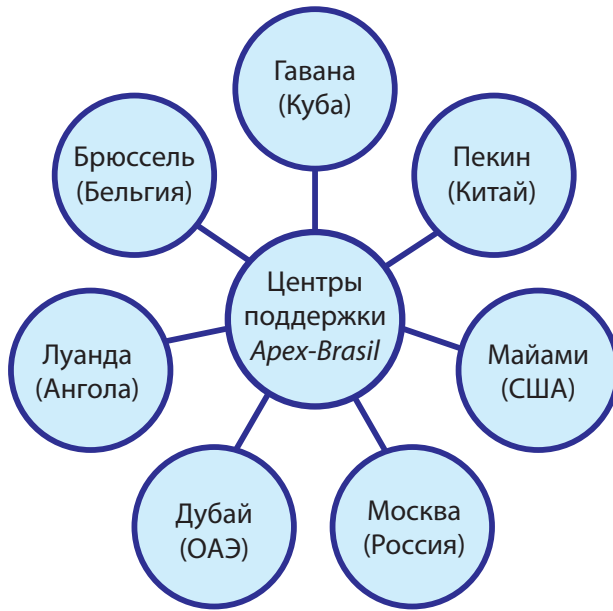 Гавана
(Куба)
Брюссель
(Бельгия)
Пекин
(Китай)
Центры
поддержки
Apex-Brasil
Луанда
(Ангола)
Майами
(США)
Дубай
(ОАЭ)
Москва
(Россия)